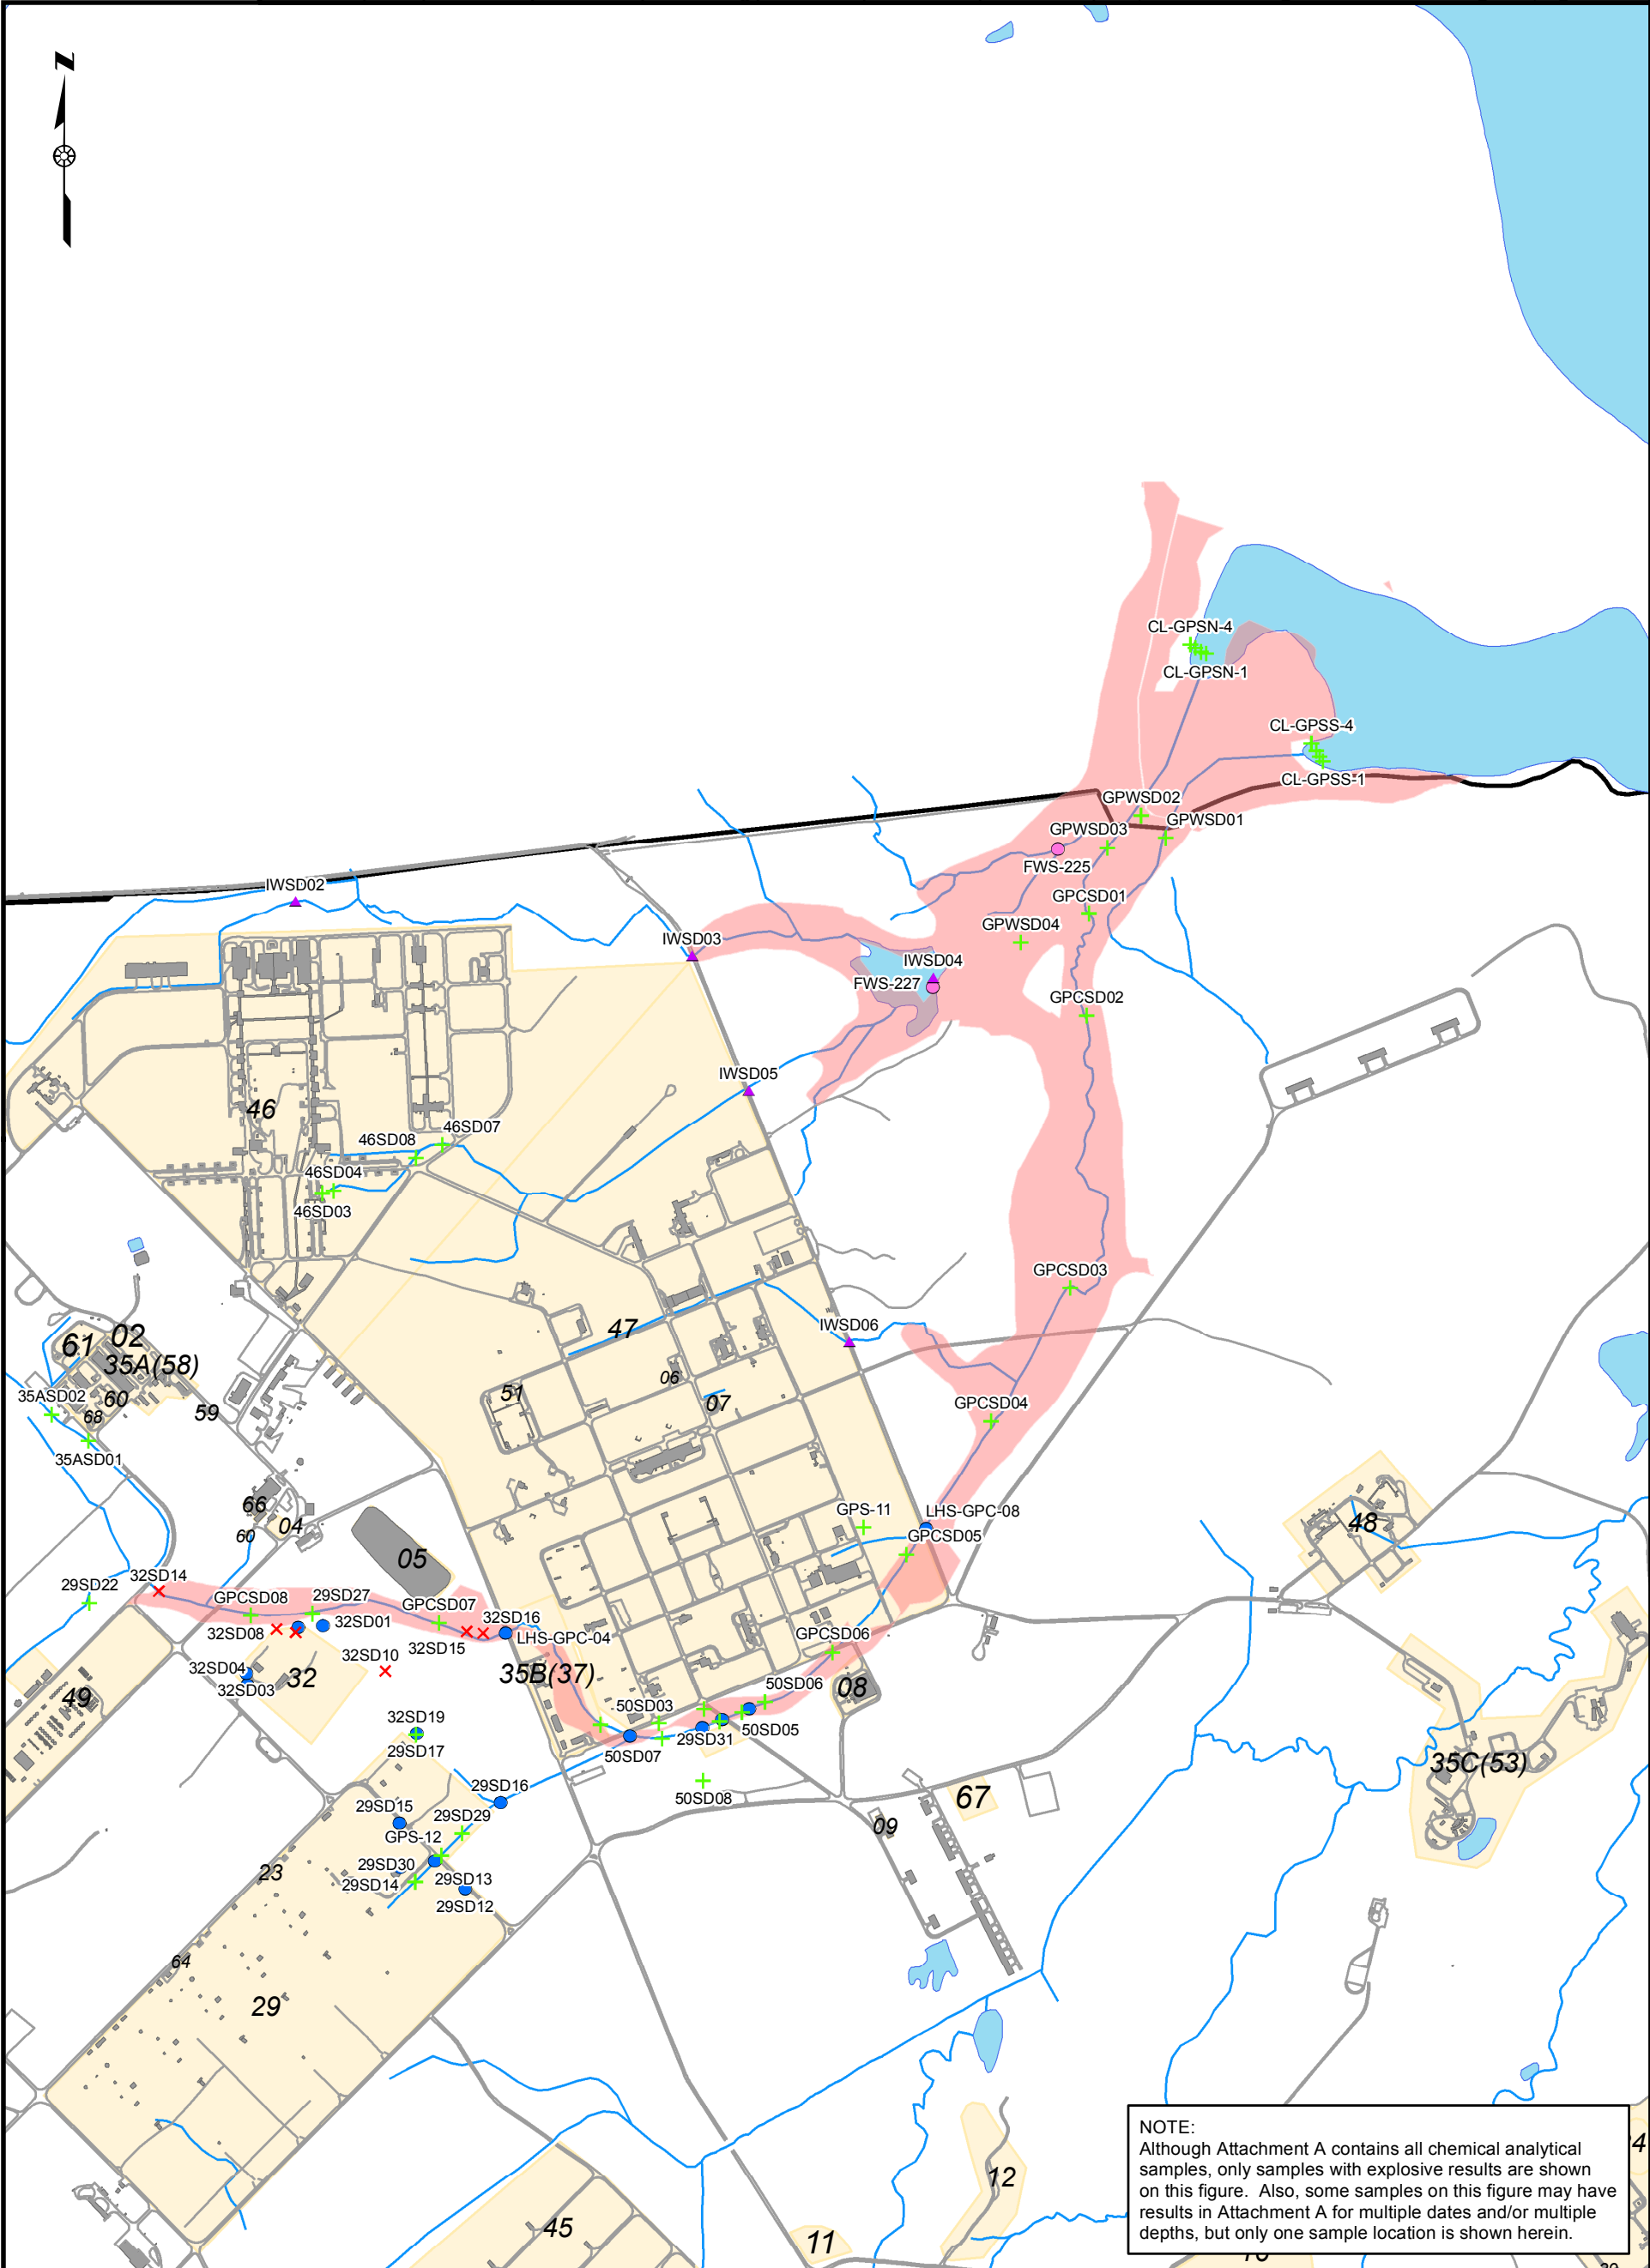 N
CL-GPSN-4
CL-GPSN-1
CL-GPSS-4
CL-GPSS-1
GPWSD02
GPWSD01
GPWSD03
FWS-225
IWSD02
GPCSD01
GPWSD04
IWSD03
IWSD04
FWS-227
GPCSD02
IWSD05
46
46SD07
46SD08
46SD04
46SD03
GPCSD03
IWSD06
47
02
61
35A(58)
06
51
60
07
35ASD02
68
59
GPCSD04
35ASD01
66
GPS-11
LHS-GPC-08
48
04
60
GPCSD05
05
32SD14
29SD22
GPCSD08
29SD27
GPCSD07
32SD16
32SD01
32SD08
LHS-GPC-04
GPCSD06
32SD15
32SD10
32SD04
32
35B(37)
32SD03
49
50SD06
08
50SD03
32SD19
50SD05
29SD31
29SD17
50SD07
35C(53)
29SD16
50SD08
67
29SD15
29SD29
09
GPS-12
29SD30
23
29SD13
29SD14
29SD12
64
29
12
45
11
NOTE:
Although Attachment A contains all chemical analytical
samples, only samples with explosive results are shown
on this figure.  Also, some samples on this figure may have
results in Attachment A for multiple dates and/or multiple
depths, but only one sample location is shown herein.